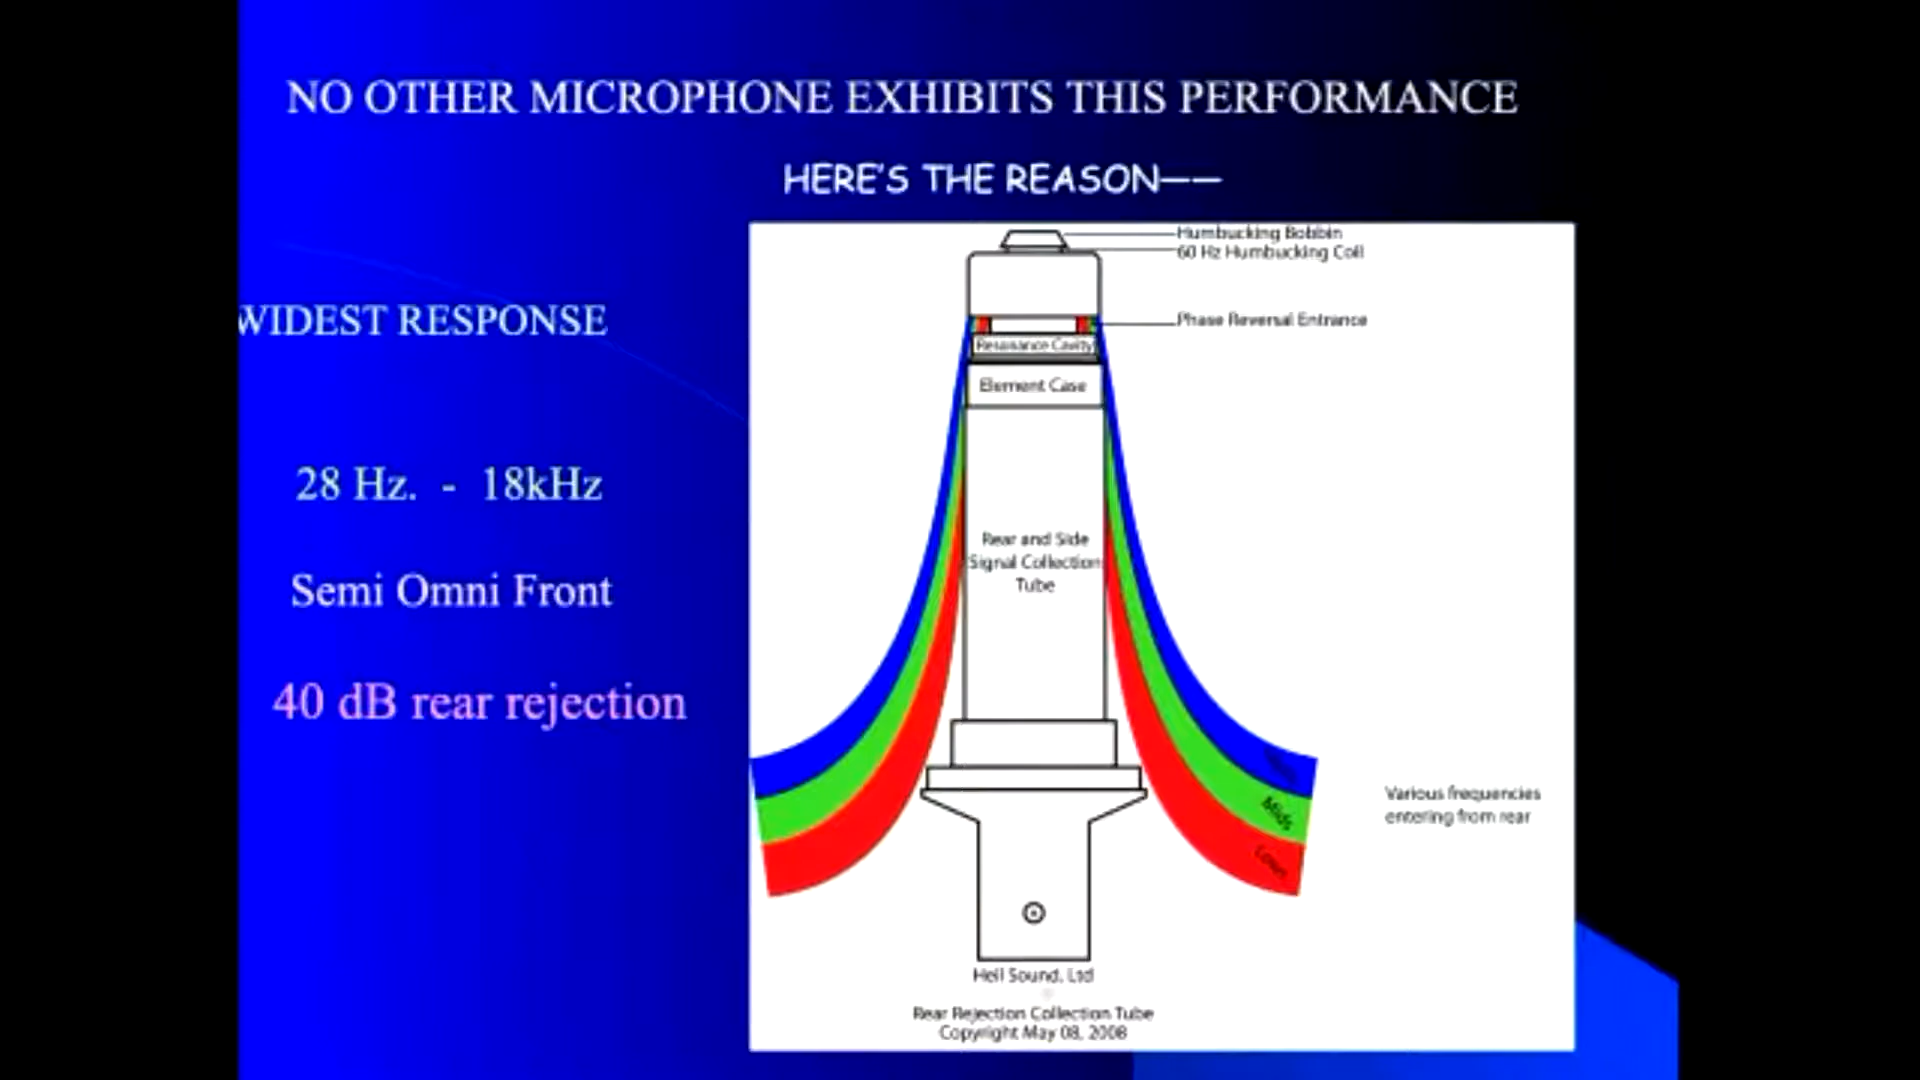 NO OTHER MICROPHONE EXHIBITS THIS PERFORMANCE
HERE'S THE REASON——
WIDEST RESPONSE
28 Hz. - 18kHz
Semi Omni Front
40 dB rear rejection
Humbucking Bobbin
60 Hz Humbucking Coil
Phase Reversal Entrance
Resonance Cavity
Element Case
Rear and Side
Signal Collection
Tube
Mids
Lows
Various frequencies
entering from rear
Heil Sound, Ltd
Rear Rejection Collection Tube
Copyright May 08, 2008